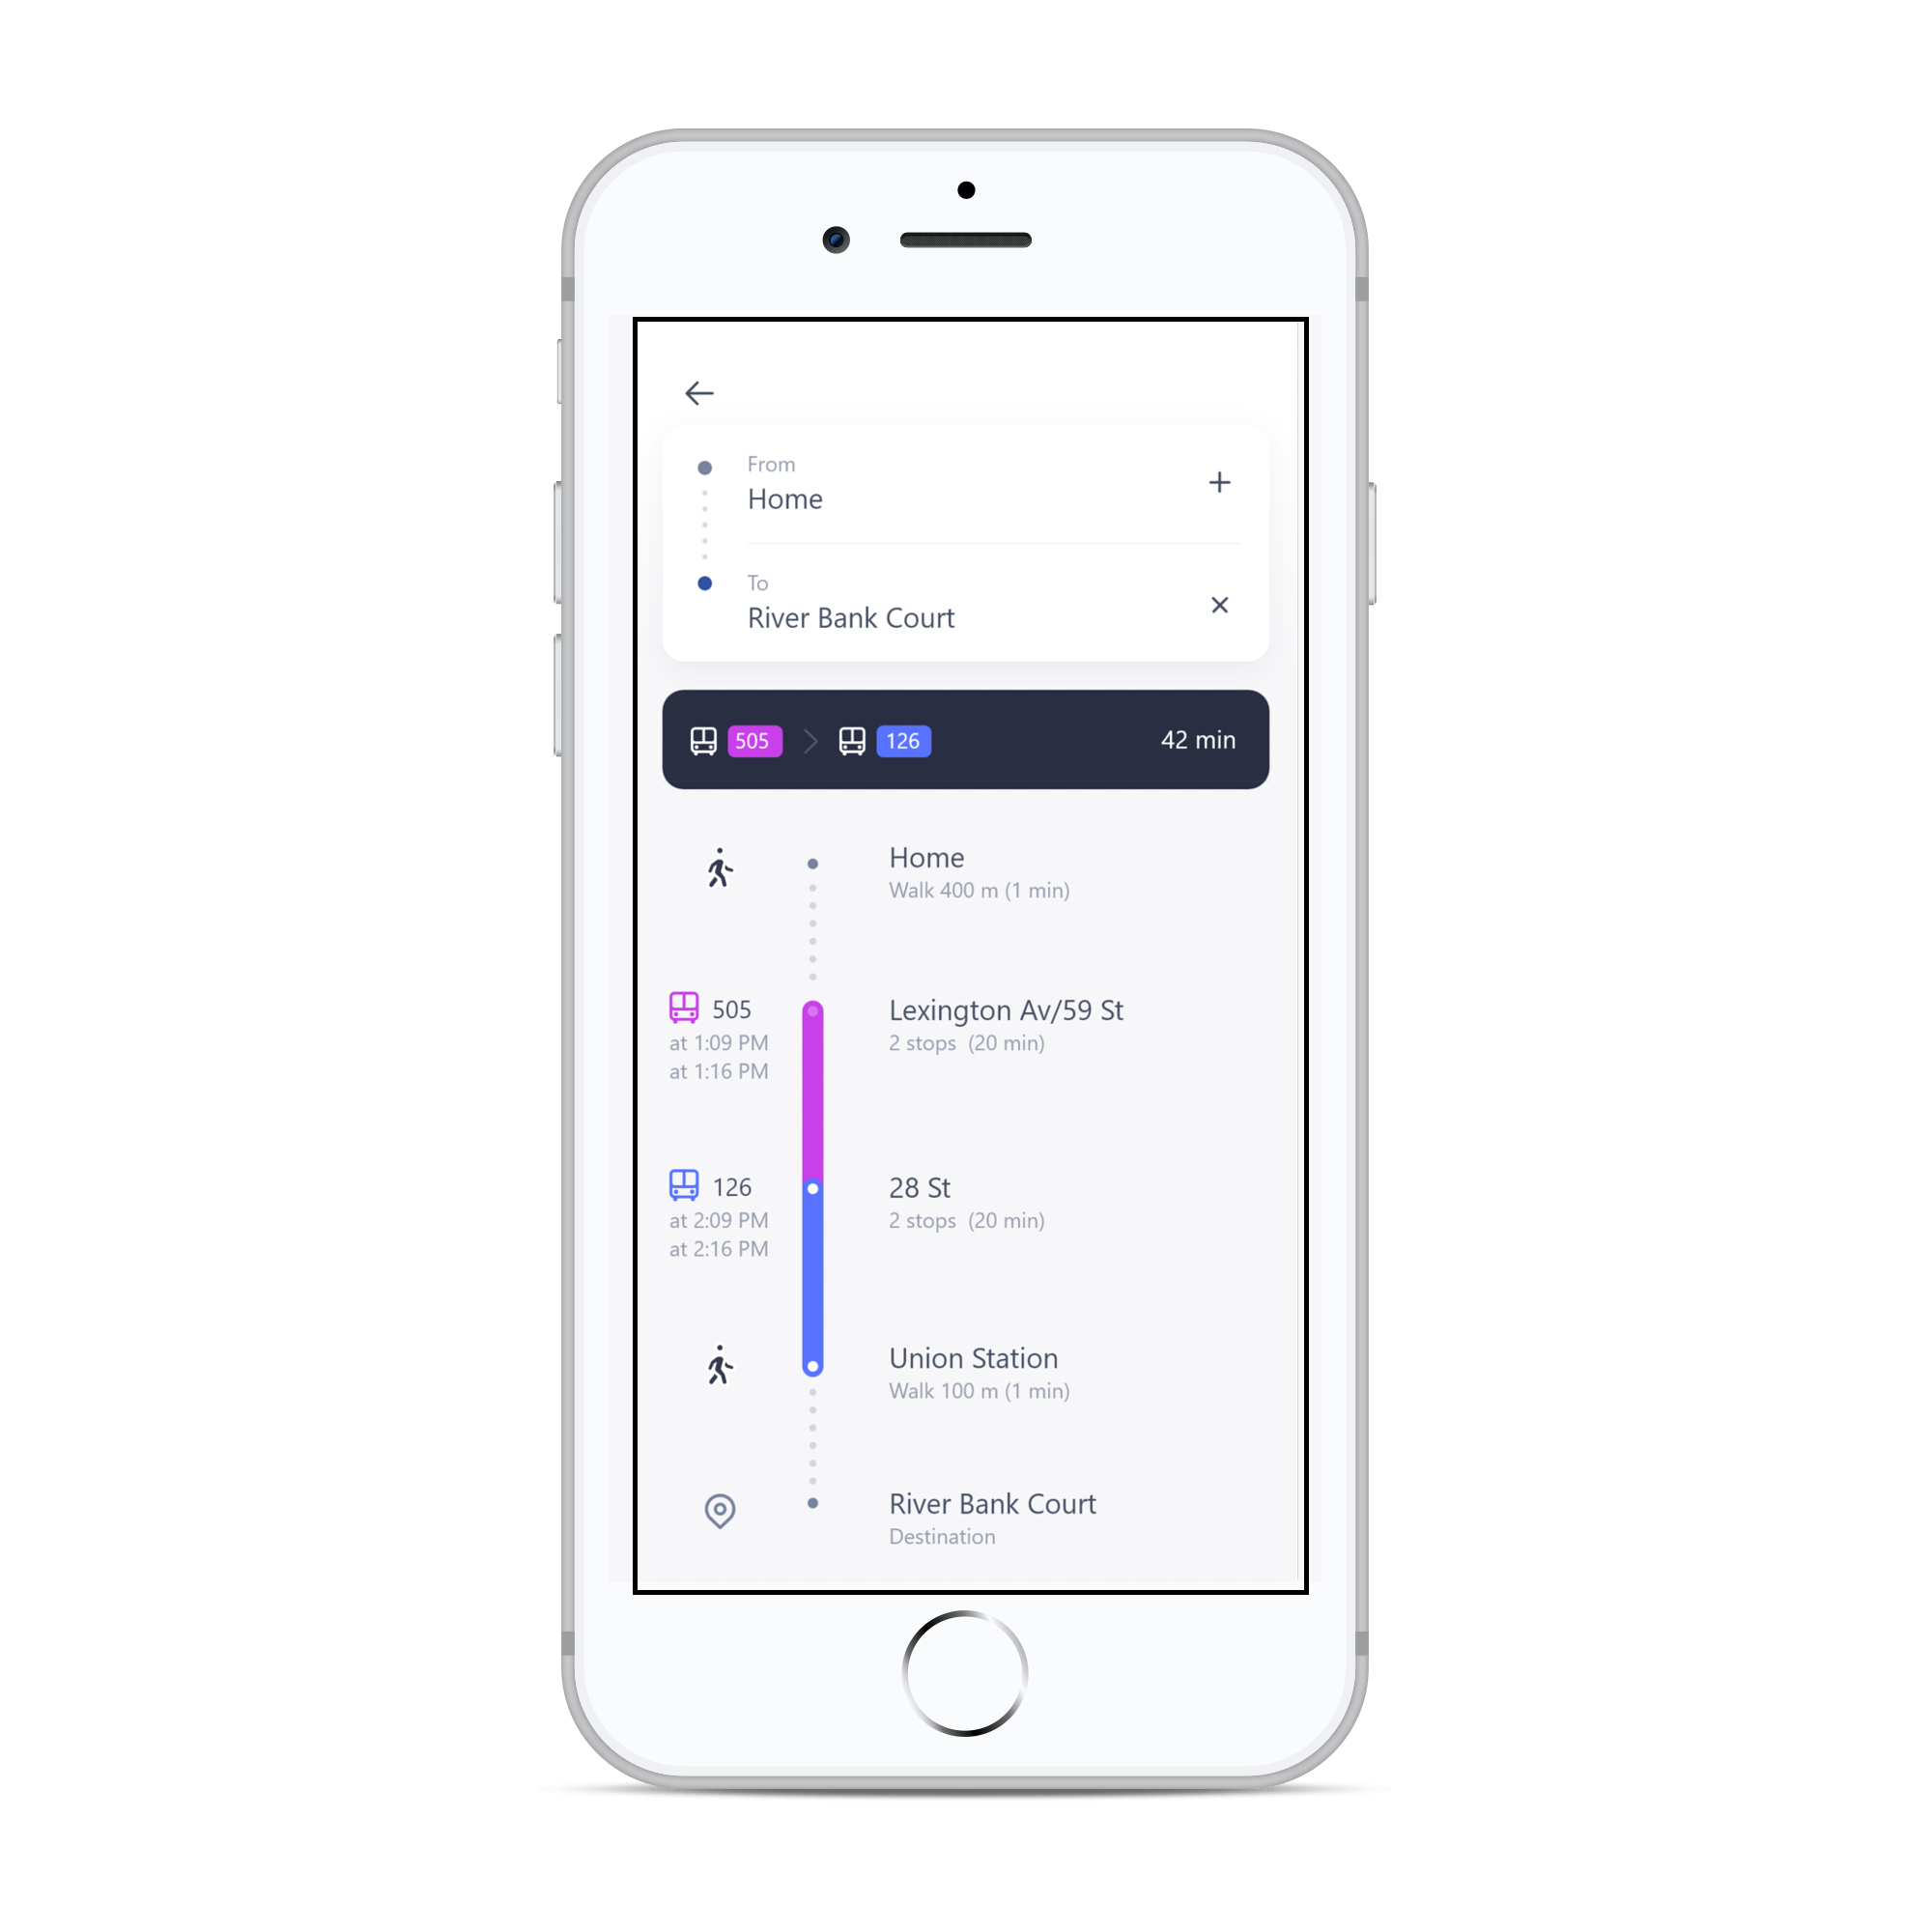 From
Home
To
River Bank Court
505 126 42 min
Home
Walk 400 m (1 min)
505
at 1:09 PM
at 1:16 PM
Lexington Av/59 St
2 stops (20 min)
126
at 2:09 PM
at 2:16 PM
28 St
2 stops (20 min)
Union Station
Walk 100 m (1 min)
River Bank Court
Destination